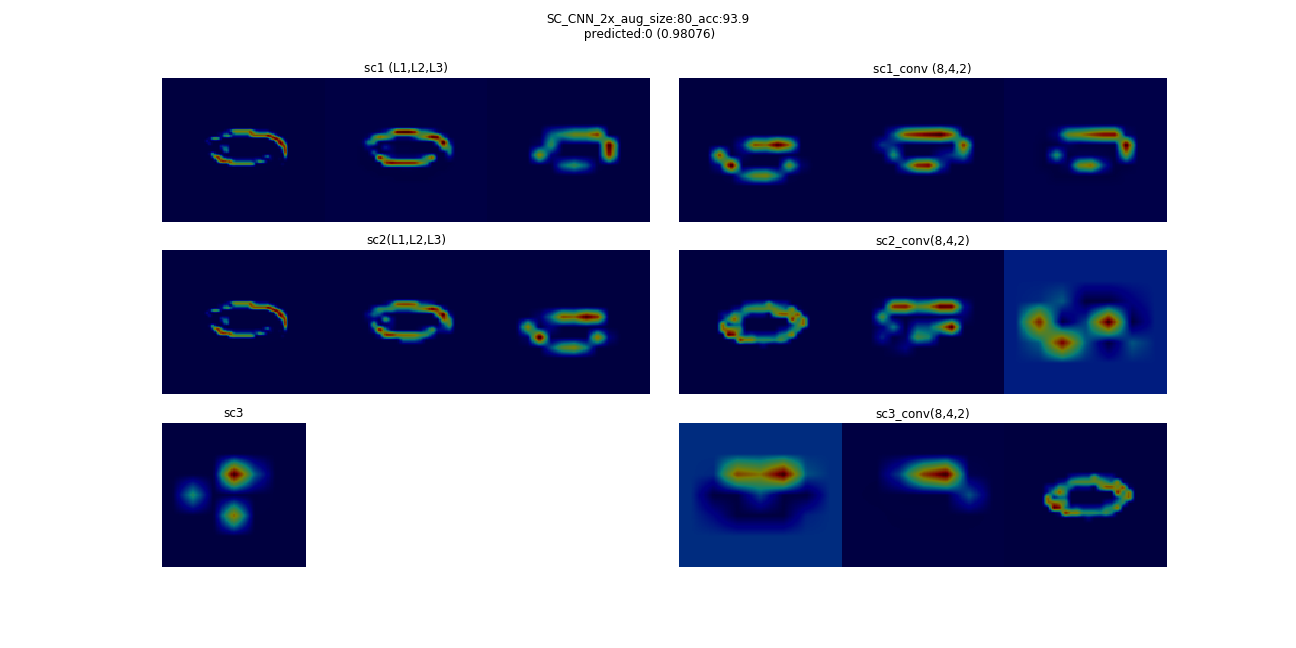 SC_CNN_2x_aug_size:80_acc:93.9
predicted:0 (0.98076)
sc1 (L1,L2,L3)
sc1_conv (8,4,2)
sc2(L1,L2,L3)
sc2_conv(8,4,2)
sc3
sc3_conv(8,4,2)